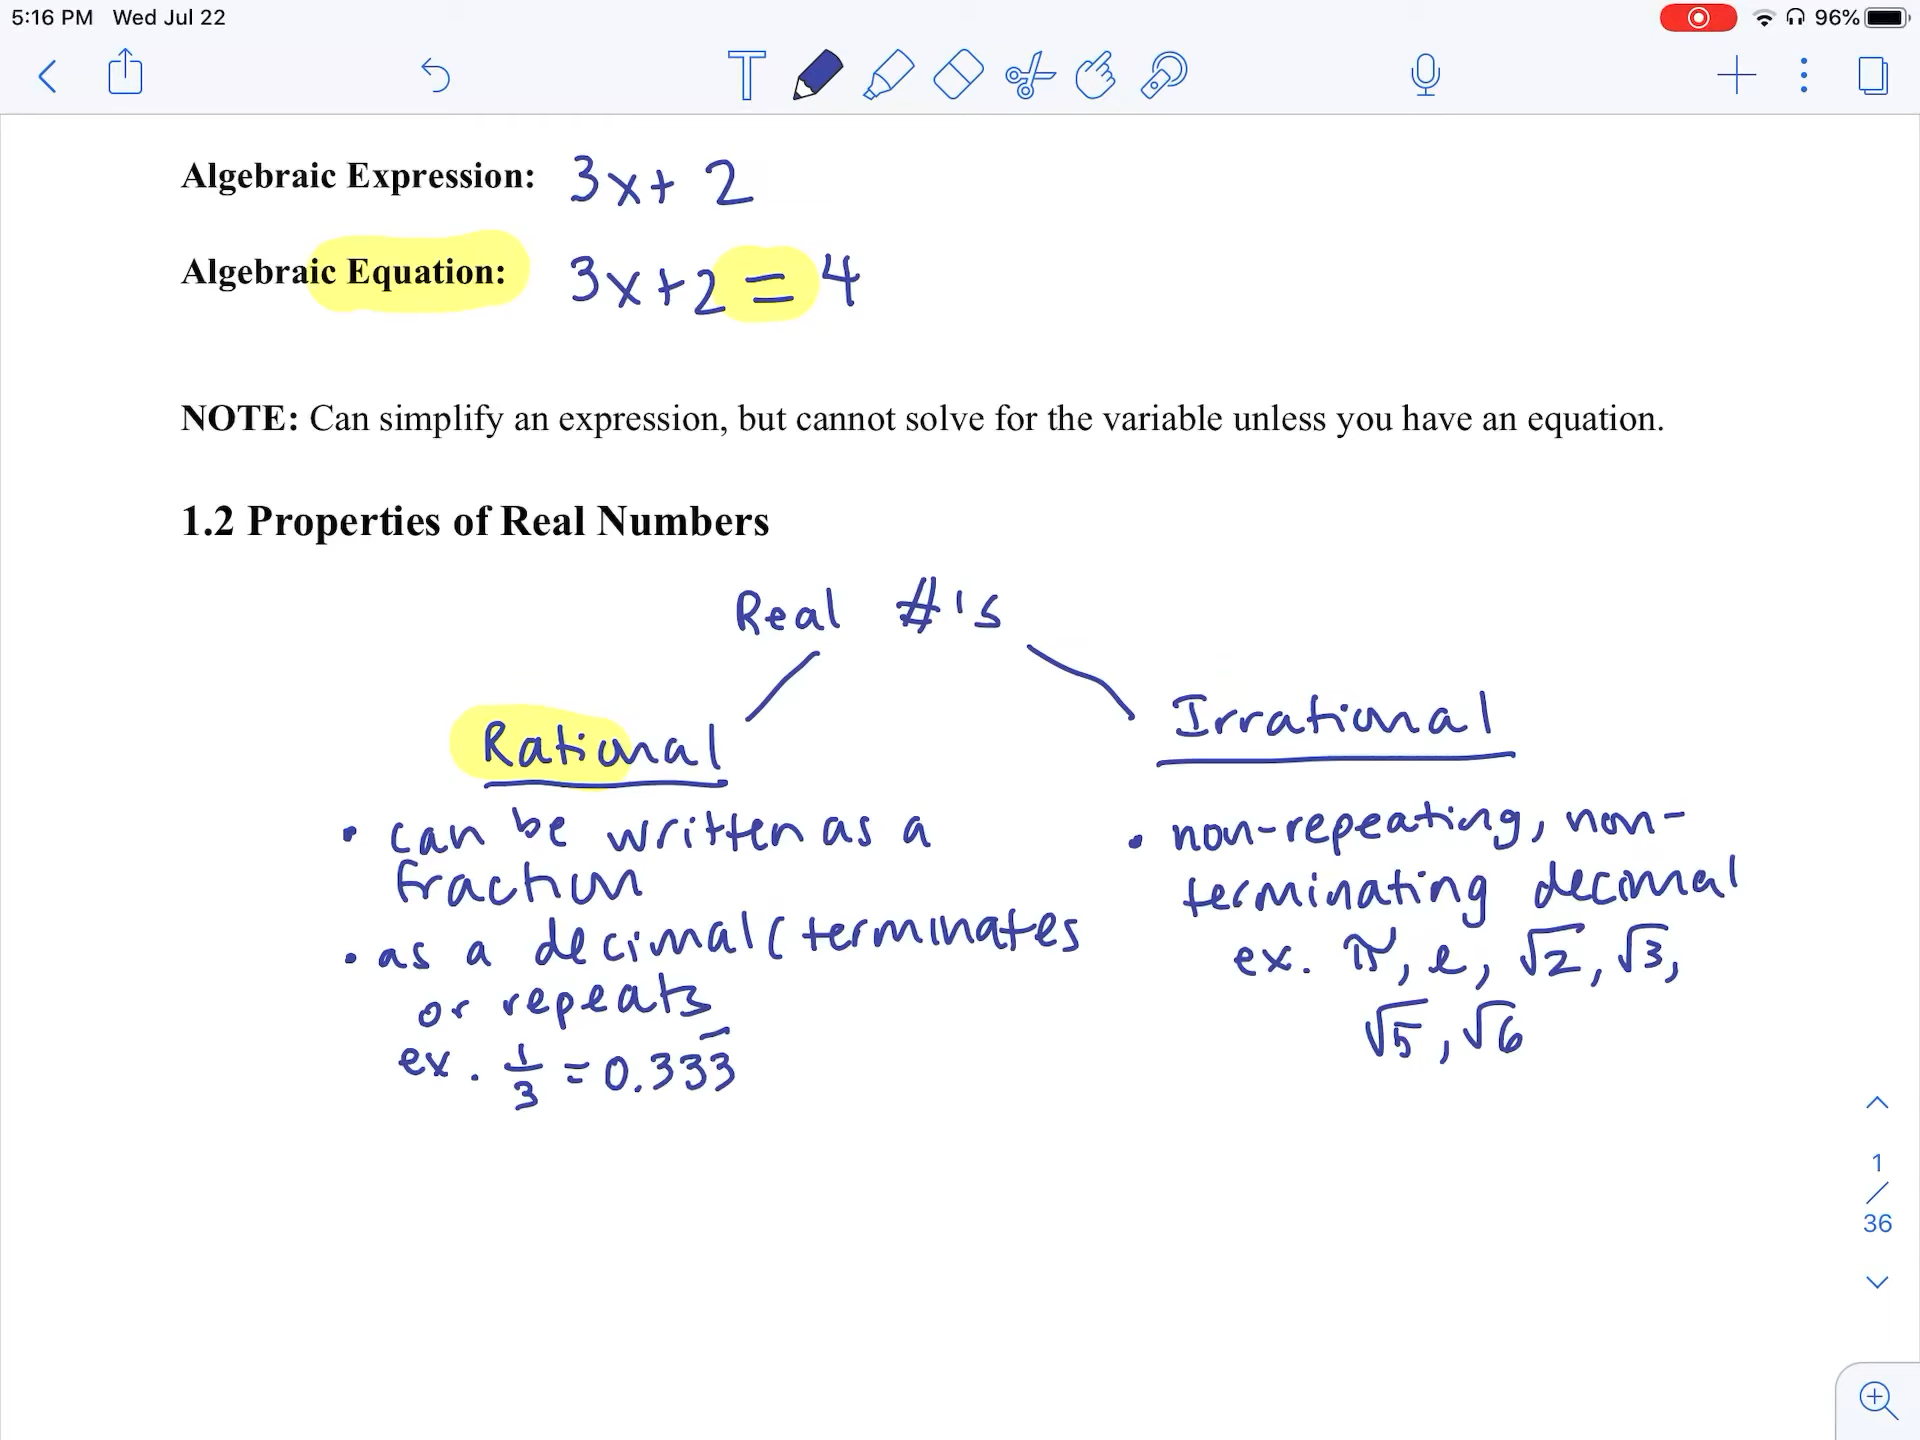 5:16 PM Wed Jul 22
96%
T
Algebraic Expression: 3x+ 2
Algebraic Equation: 3x+2 = 4
NOTE: Can simplify an expression, but cannot solve for the variable unless you have an equation.
1.2 Properties of Real Numbers
Real #'s
Rational
• can be written as a
fraction
• as a decimal (terminates
or repeats
ex. 1/3 = 0.333̅
Irrational
• non-repeating, non-
terminating decimal
ex. π, e, √2, √3,
√5, √6
1
/
36